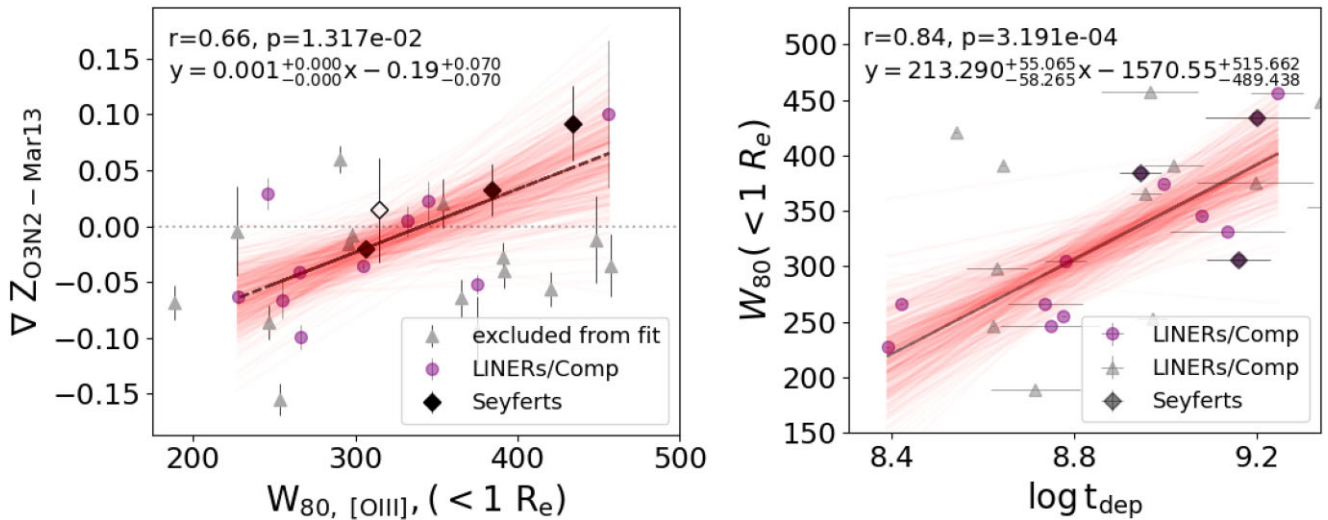 r=0.66, p=1.317e-02
y = 0.001^{+0.000}_{-0.000}x − 0.19^{+0.070}_{-0.070}
0.15
0.10
0.05
0.00
−0.05
−0.10
−0.15
∇ Z_{O3N2 − Mar13}
excluded from fit
LINERs/Comp
Seyferts
200
300
400
500
W_{80, [OIII]}, (< 1 R_e)
r=0.84, p=3.191e-04
y = 213.290^{+55.065}_{-58.265}x − 1570.55^{+515.662}_{-489.438}
500
450
400
350
300
250
200
150
W_{80}(< 1 R_e)
LINERs/Comp
LINERs/Comp
Seyferts
8.4
8.8
9.2
log t_{dep}